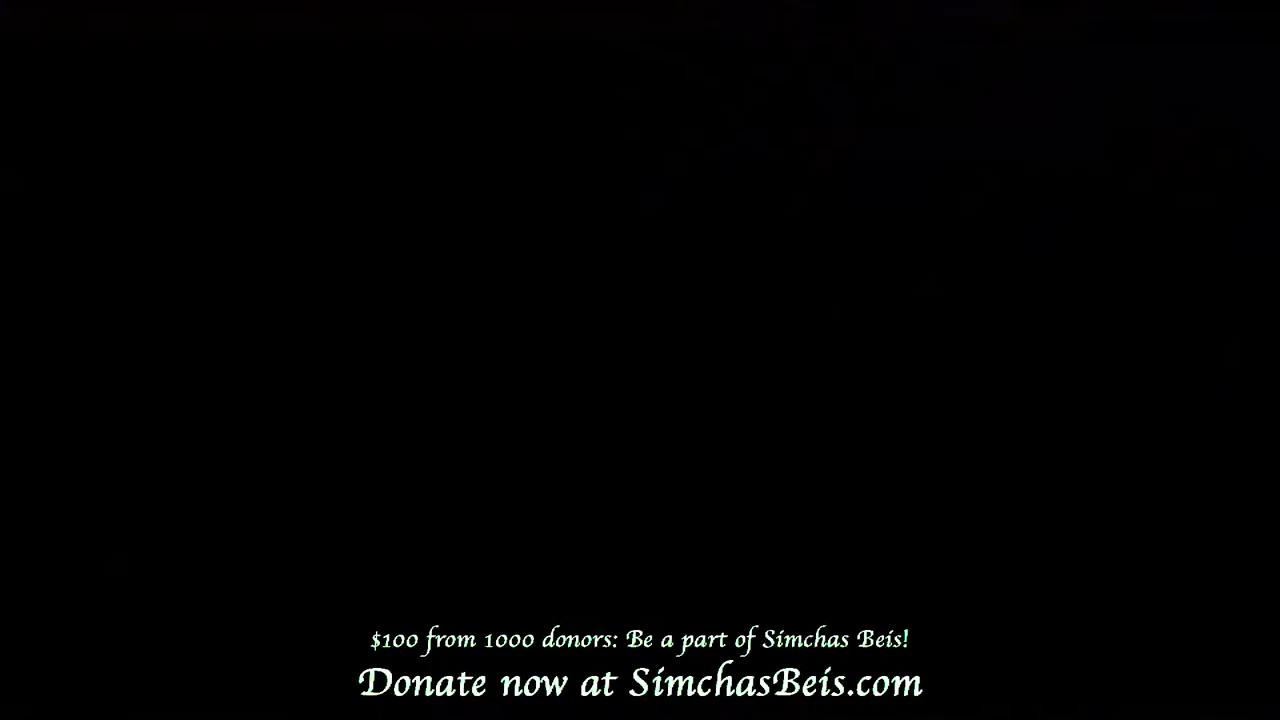 $100 from 1000 donors: Be a part of Simchas Beis!
Donate now at SimchasBeis.com